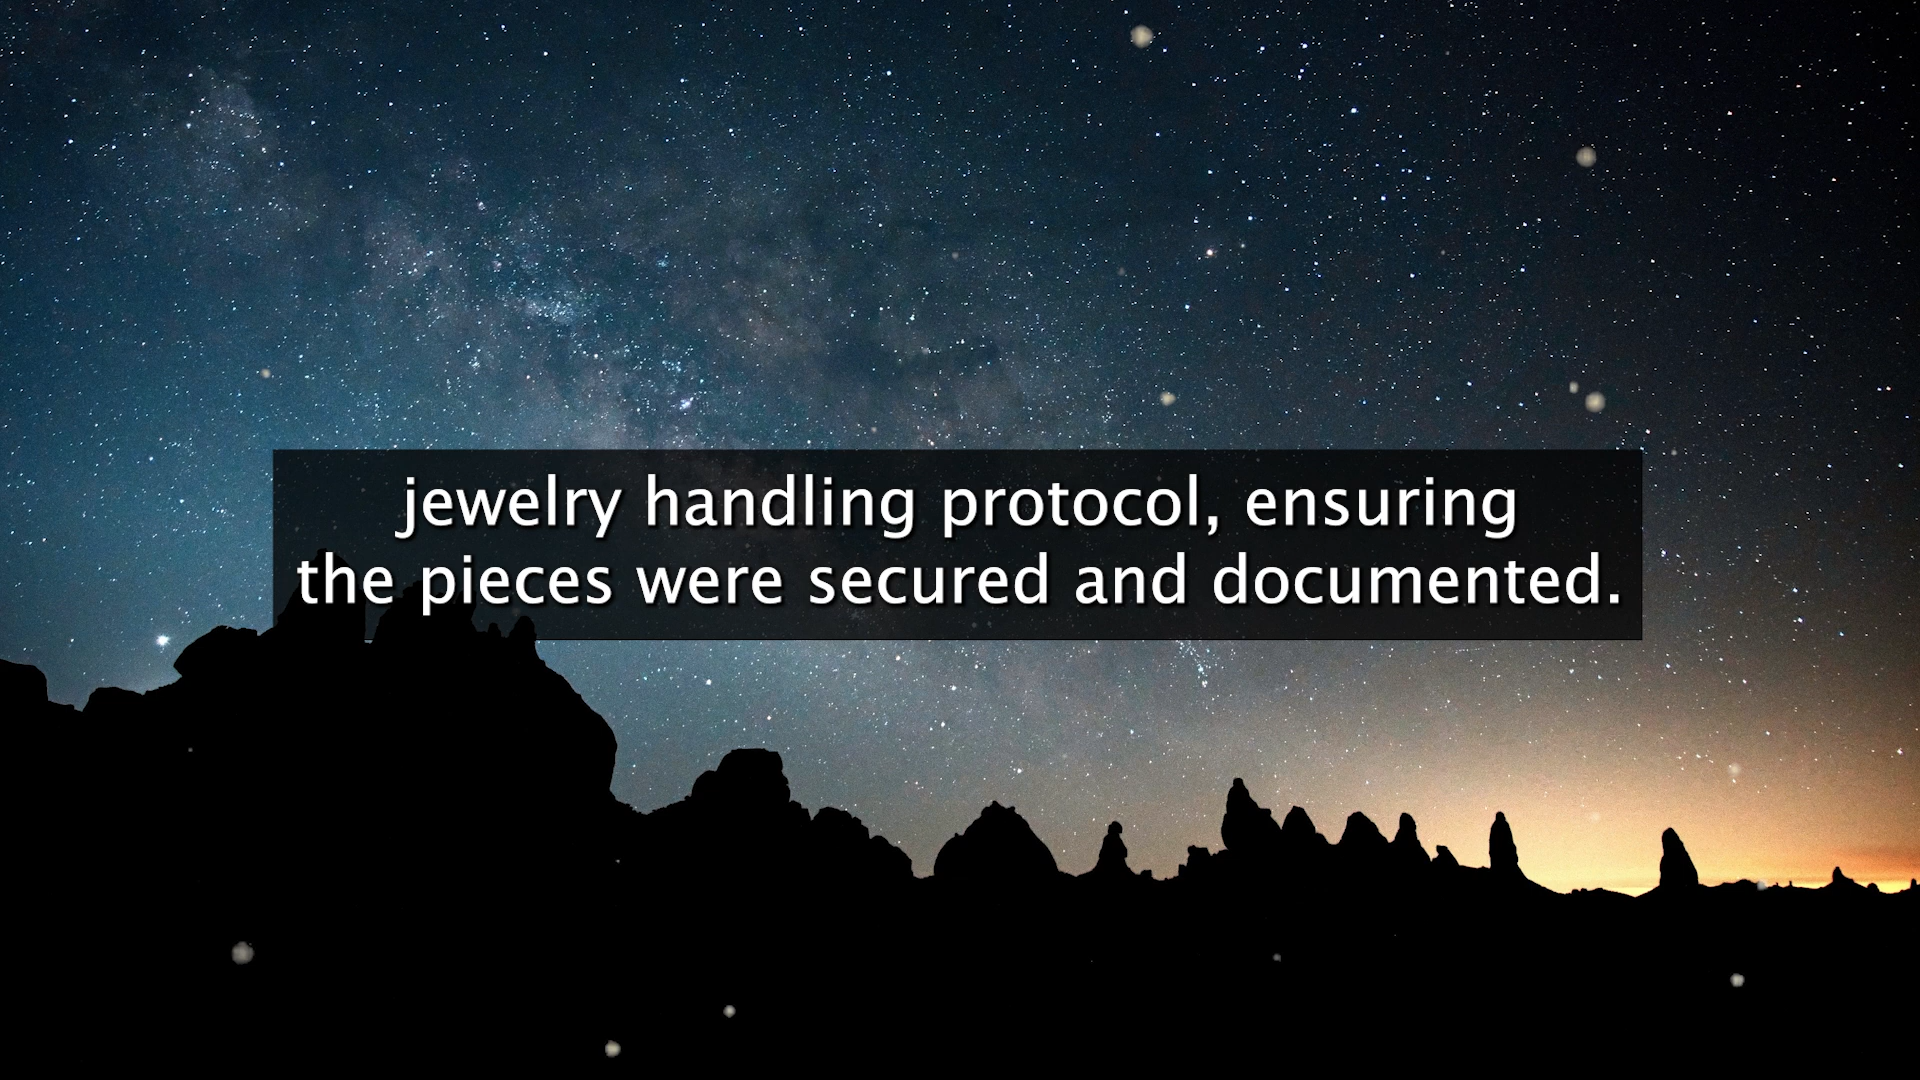 jewelry handling protocol, ensuring
the pieces were secured and documented.